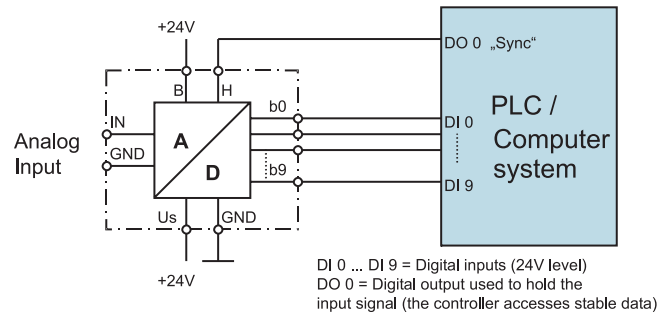 +24V
DO 0 „Sync“
B
H
b0
PLC /
Computer
system
IN
DI 0
Analog
Input
A
GND
D
b9
DI 9
Us
GND
+24V
DI 0 ... DI 9 = Digital inputs (24V level)
DO 0 = Digital output used to hold the
input signal (the controller accesses stable data)